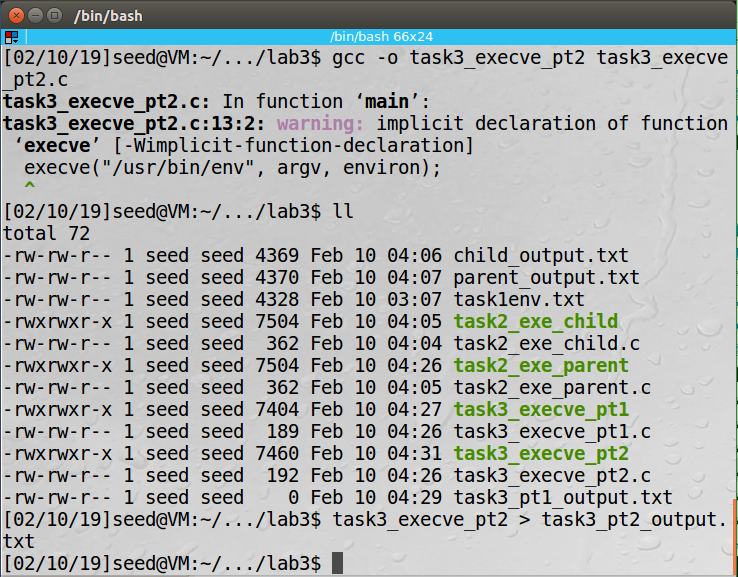 /bin/bash
/bin/bash 66x24
[02/10/19]seed@VM:~/.../lab3$ gcc -o task3_execve_pt2 task3_execve
_pt2.c
task3_execve_pt2.c: In function ‘main’:
task3_execve_pt2.c:13:2: warning: implicit declaration of function
‘execve’ [-Wimplicit-function-declaration]
execve("/usr/bin/env", argv, environ);
^
[02/10/19]seed@VM:~/.../lab3$ ll
total 72
-rw-rw-r-- 1 seed seed 4369 Feb 10 04:06 child_output.txt
-rw-rw-r-- 1 seed seed 4370 Feb 10 04:07 parent_output.txt
-rw-rw-r-- 1 seed seed 4328 Feb 10 03:07 task1env.txt
-rwxrwxr-x 1 seed seed 7504 Feb 10 04:05 task2_exe_child
-rw-rw-r-- 1 seed seed  362 Feb 10 04:04 task2_exe_child.c
-rwxrwxr-x 1 seed seed 7504 Feb 10 04:26 task2_exe_parent
-rw-rw-r-- 1 seed seed  362 Feb 10 04:05 task2_exe_parent.c
-rwxrwxr-x 1 seed seed 7404 Feb 10 04:27 task3_execve_pt1
-rw-rw-r-- 1 seed seed  189 Feb 10 04:26 task3_execve_pt1.c
-rwxrwxr-x 1 seed seed 7460 Feb 10 04:31 task3_execve_pt2
-rw-rw-r-- 1 seed seed  192 Feb 10 04:26 task3_execve_pt2.c
-rw-rw-r-- 1 seed seed    0 Feb 10 04:29 task3_pt1_output.txt
[02/10/19]seed@VM:~/.../lab3$ task3_execve_pt2 > task3_pt2_output.
txt
[02/10/19]seed@VM:~/.../lab3$